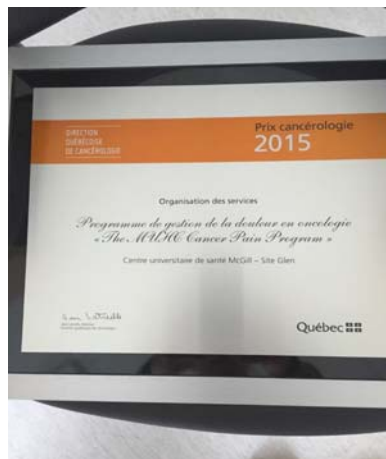 DIRECTION
QUÉBÉCOISE
DE CANCÉROLOGIE
Prix cancérologie
2015
Organisation des services
Programme de gestion de la douleur en oncologie
« The MUHC Cancer Pain Program »
Centre universitaire de santé McGill – Site Glen
Québec